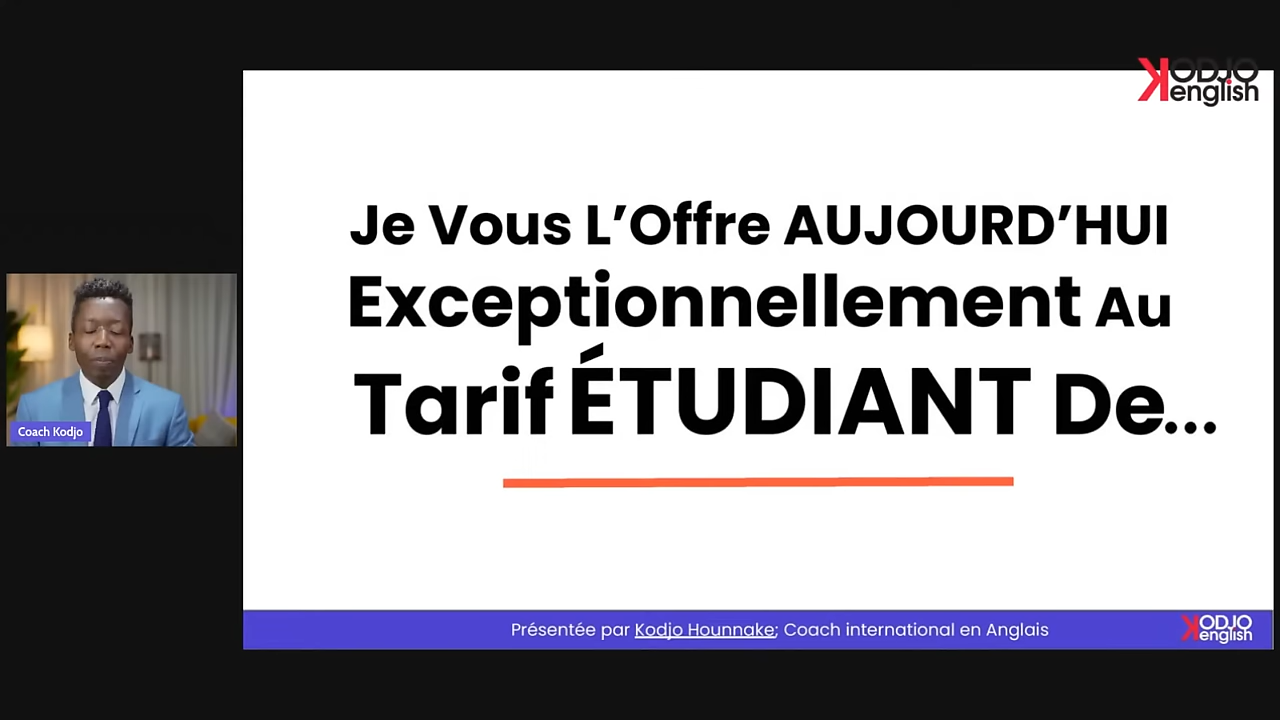 KODJO
english
Je Vous L’Offre AUJOURD’HUI
Exceptionnellement Au
Tarif ÉTUDIANT De...
Coach Kodjo
Présentée par Kodjo Hounnake; Coach international en Anglais
KODJO
english